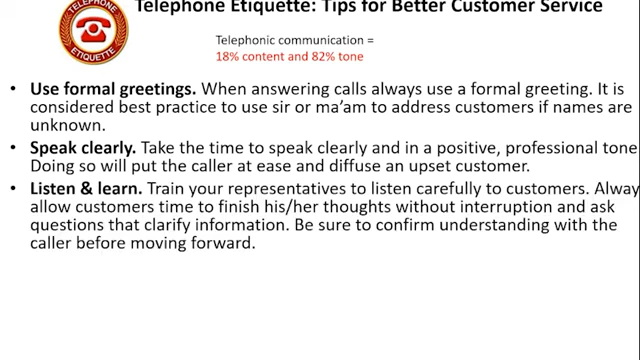 Telephone Etiquette: Tips for Better Customer Service
TELEPHONE
ETIQUETTE
Telephonic communication =
18% content and 82% tone
• Use formal greetings. When answering calls always use a formal greeting. It is
considered best practice to use sir or ma'am to address customers if names are
unknown.
• Speak clearly. Take the time to speak clearly and in a positive, professional tone
Doing so will put the caller at ease and diffuse an upset customer.
• Listen & learn. Train your representatives to listen carefully to customers. Alway
allow customers time to finish his/her thoughts without interruption and ask
questions that clarify information. Be sure to confirm understanding with the
caller before moving forward.